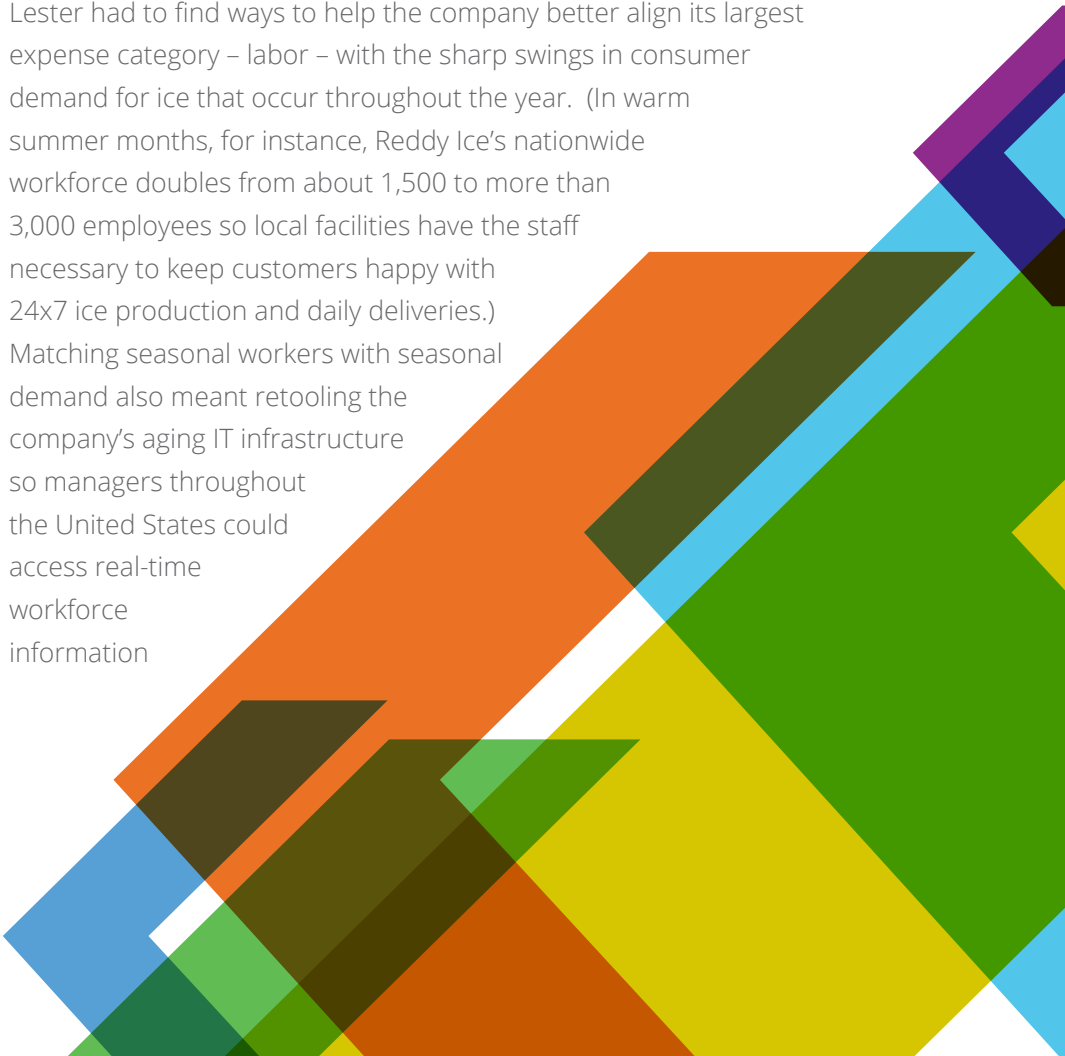 Lester had to find ways to help the company better align its largest
expense category – labor – with the sharp swings in consumer
demand for ice that occur throughout the year.  (In warm
summer months, for instance, Reddy Ice’s nationwide
workforce doubles from about 1,500 to more than
3,000 employees so local facilities have the staff
necessary to keep customers happy with
24x7 ice production and daily deliveries.)
Matching seasonal workers with seasonal
demand also meant retooling the
company’s aging IT infrastructure
so managers throughout
the United States could
access real-time
workforce
information